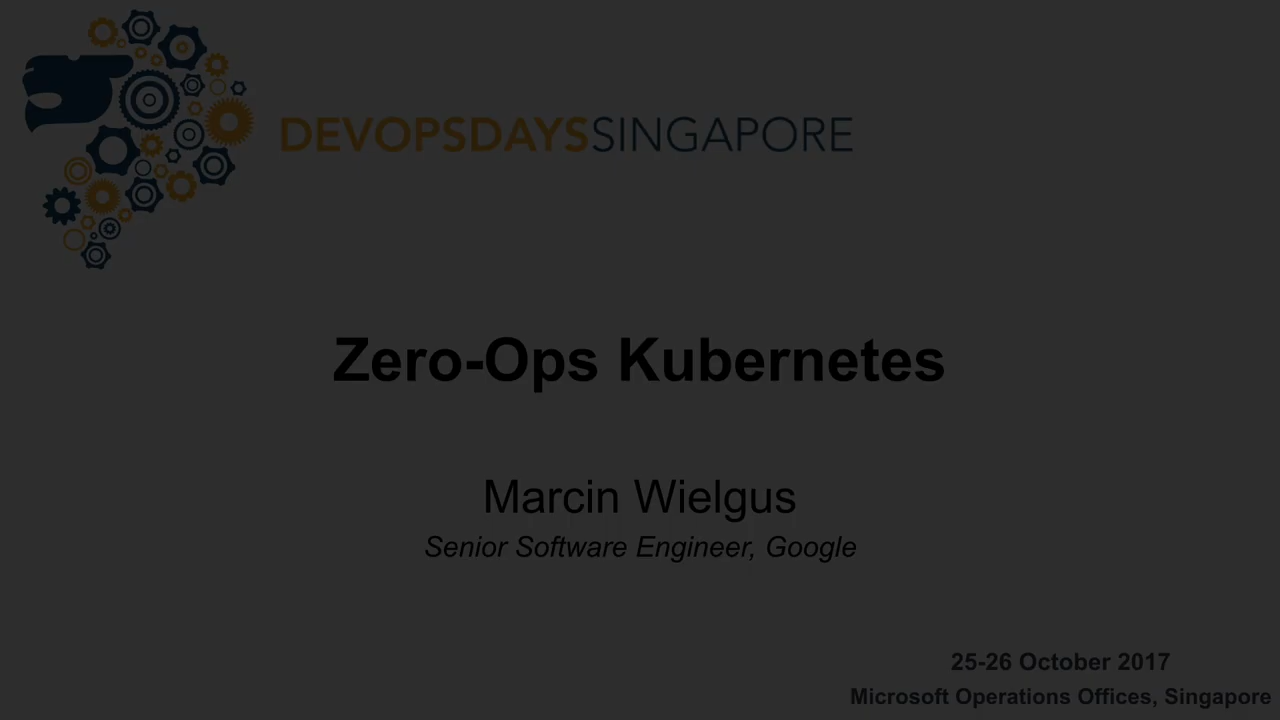 DEVOPSDAYSSINGAPORE
Zero-Ops Kubernetes
Marcin Wielgus
Senior Software Engineer, Google
25-26 October 2017
Microsoft Operations Offices, Singapore